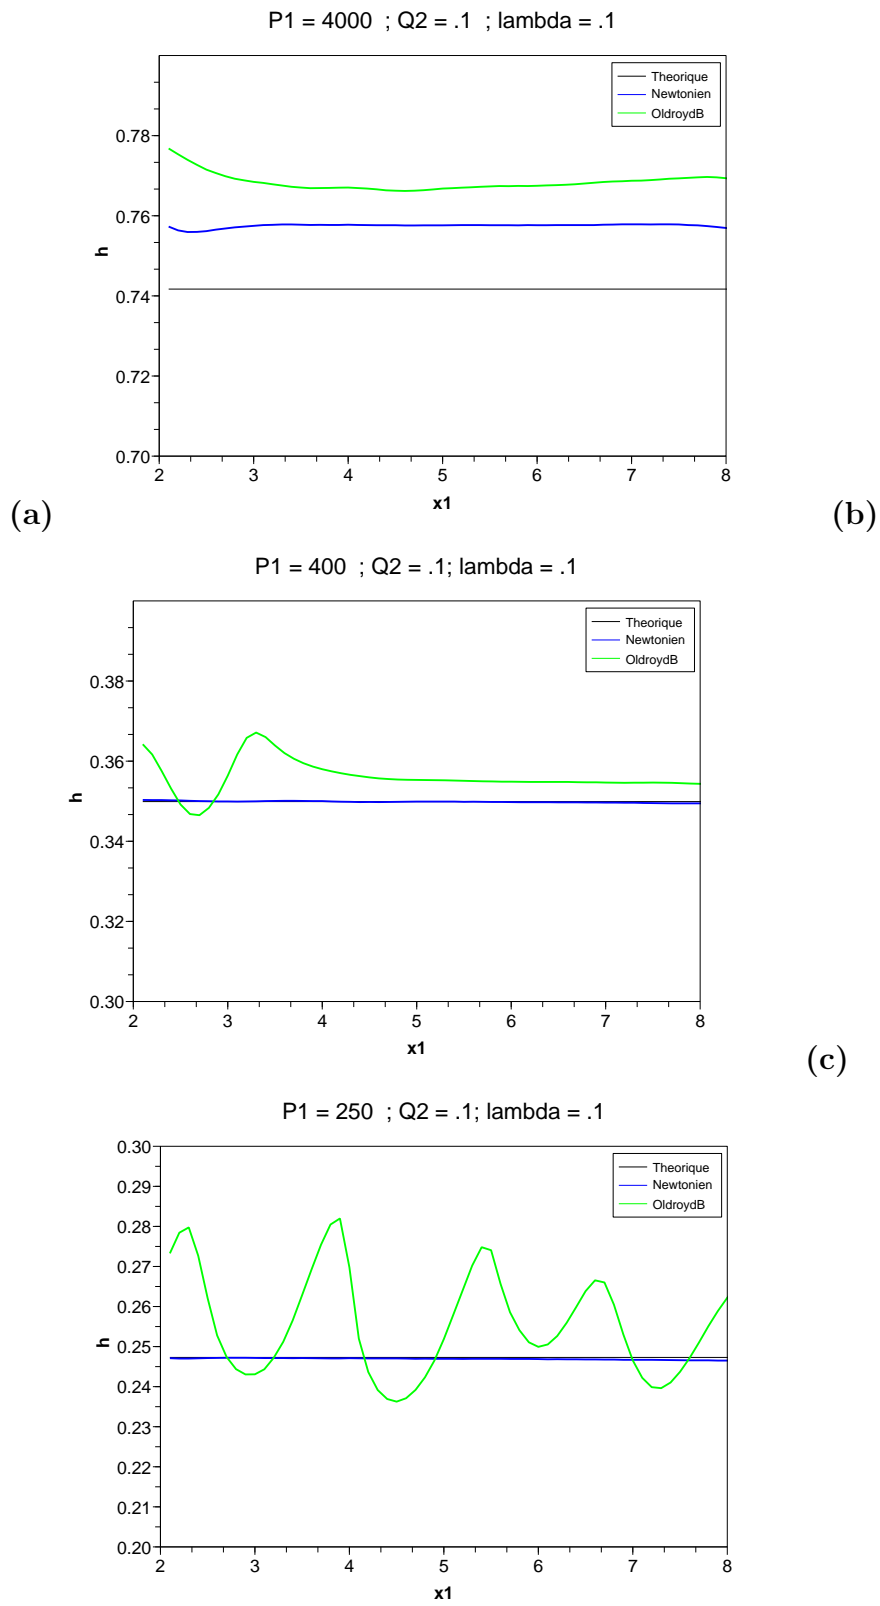 P1 = 4000 ; Q2 = .1 ; lambda = .1
Theorique
Newtonien
OldroydB
0.78
0.76
0.74
0.72
0.70
h
2 3 4 5 6 7 8
x1
(a) (b)
P1 = 400 ; Q2 = .1; lambda = .1
Theorique
Newtonien
OldroydB
0.38
0.36
0.34
0.32
0.30
h
2 3 4 5 6 7 8
x1
(c)
P1 = 250 ; Q2 = .1; lambda = .1
Theorique
Newtonien
OldroydB
0.30
0.29
0.28
0.27
0.26
0.25
0.24
0.23
0.22
0.21
0.20
h
2 3 4 5 6 7 8
x1